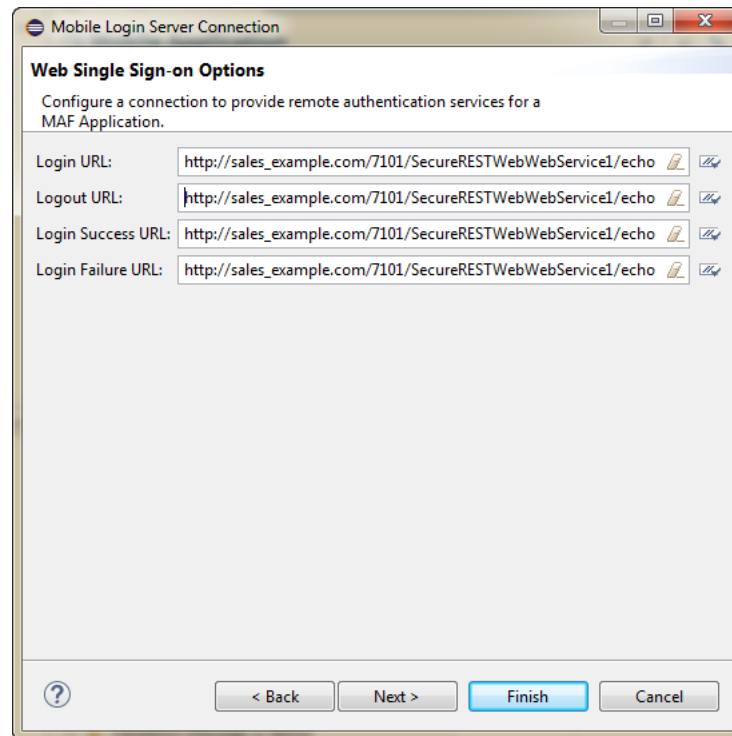 Mobile Login Server Connection
Web Single Sign-on Options
Configure a connection to provide remote authentication services for a
MAF Application.
Login URL: http://sales_example.com/7101/SecureRESTWebWebService1/echo
Logout URL: http://sales_example.com/7101/SecureRESTWebWebService1/echo
Login Success URL: http://sales_example.com/7101/SecureRESTWebWebService1/echo
Login Failure URL: http://sales_example.com/7101/SecureRESTWebWebService1/echo
? < Back Next > Finish Cancel